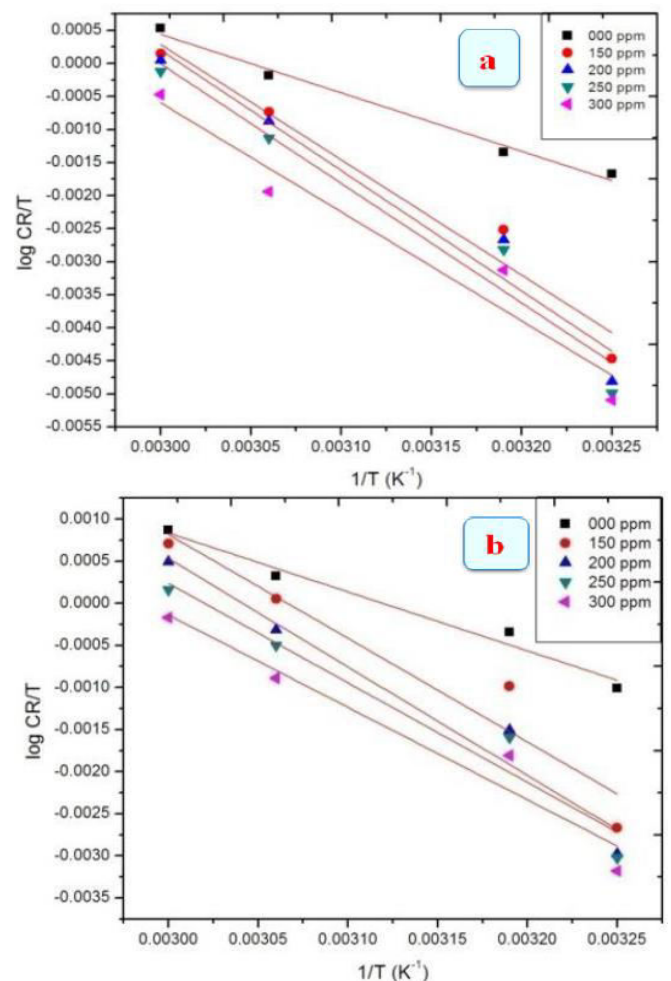 a
000 ppm
150 ppm
200 ppm
250 ppm
300 ppm
0.0005
0.0000
-0.0005
-0.0010
-0.0015
-0.0020
-0.0025
-0.0030
-0.0035
-0.0040
-0.0045
-0.0050
-0.0055
log CR/T
0.00300 0.00305 0.00310 0.00315 0.00320 0.00325
1/T (K⁻¹)
b
000 ppm
150 ppm
200 ppm
250 ppm
300 ppm
0.0010
0.0005
0.0000
-0.0005
-0.0010
-0.0015
-0.0020
-0.0025
-0.0030
-0.0035
log CR/T
0.00300 0.00305 0.00310 0.00315 0.00320 0.00325
1/T (K⁻¹)